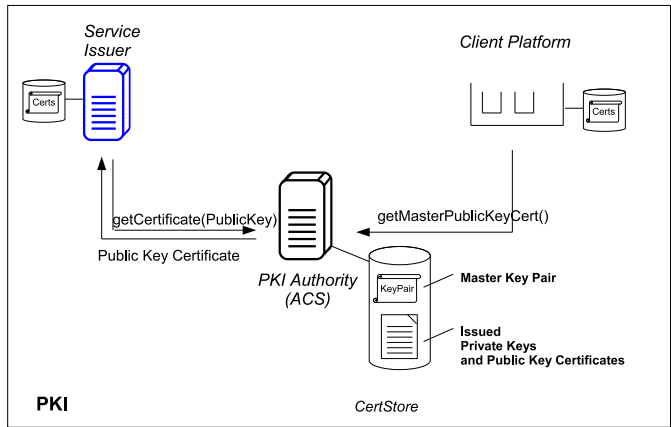 Service
Issuer
Client Platform
Certs
Certs
getCertificate(PublicKey)
getMasterPublicKeyCert()
Public Key Certificate
PKI Authority
(ACS)
KeyPair
Master Key Pair
Issued
Private Keys
and Public Key Certificates
PKI
CertStore